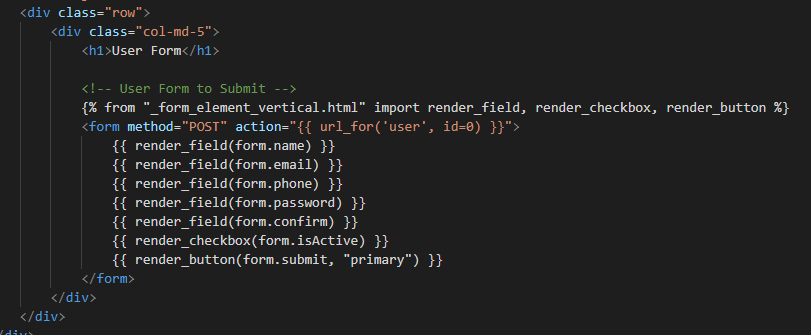 <div class="row">
<div class="col-md-5">
<h1>User Form</h1>
<!-- User Form to Submit -->
{% from "_form_element_vertical.html" import render_field, render_checkbox, render_button %}
<form method="POST" action="{{ url_for('user', id=0) }}">
{{ render_field(form.name) }}
{{ render_field(form.email) }}
{{ render_field(form.phone) }}
{{ render_field(form.password) }}
{{ render_field(form.confirm) }}
{{ render_checkbox(form.isActive) }}
{{ render_button(form.submit, "primary") }}
</form>
</div>
</div>
</div>